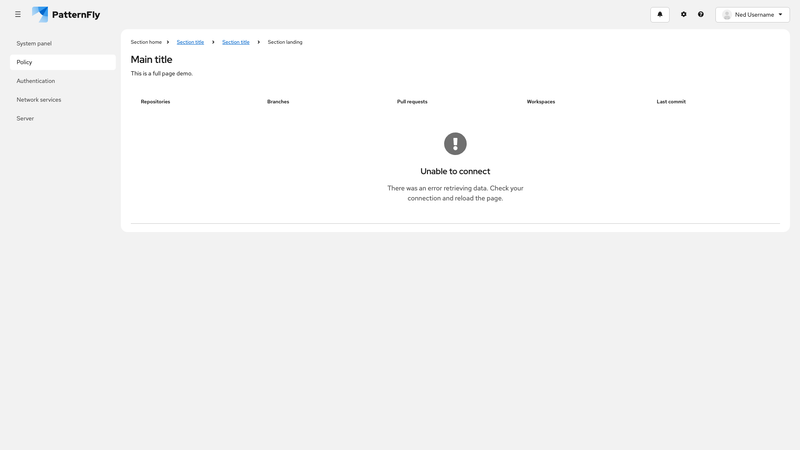 PatternFly
Ned Username
System panel
Policy
Authentication
Network services
Server
Section home
Section title
Section title
Section landing
Main title
This is a full page demo.
Repositories
Branches
Pull requests
Workspaces
Last commit
Unable to connect
There was an error retrieving data. Check your
connection and reload the page.